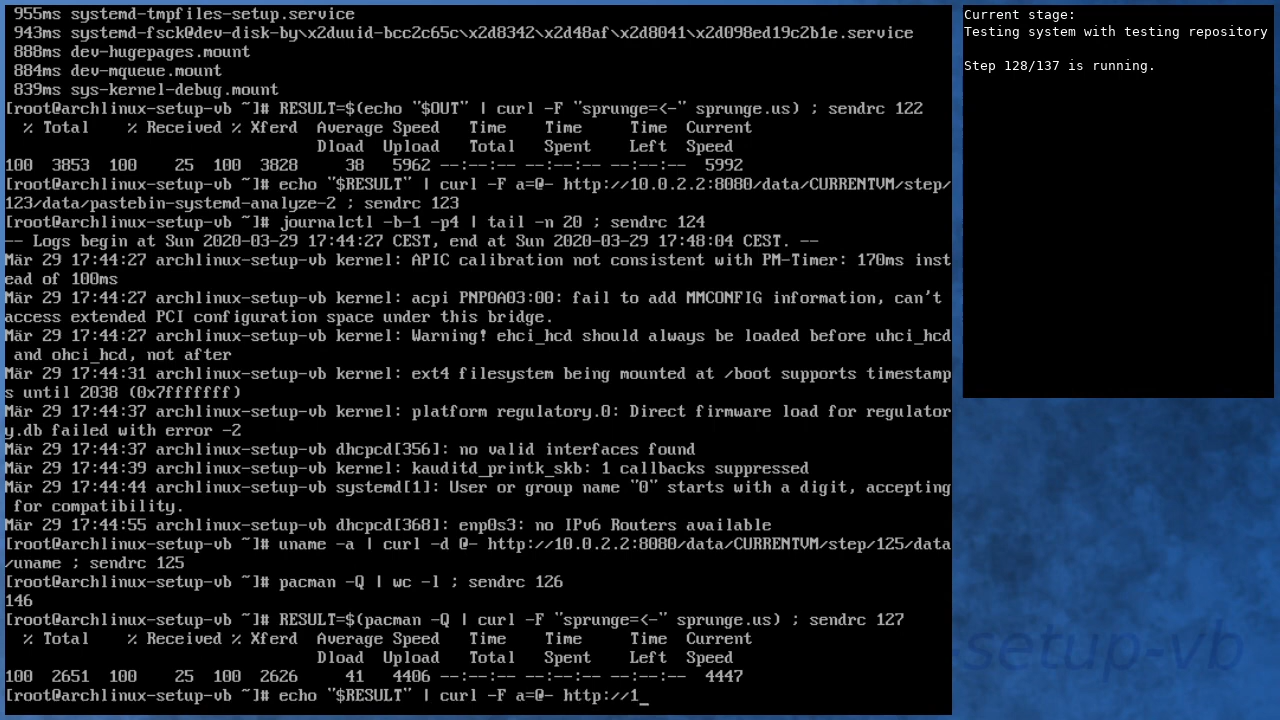 955ms systemd-tmpfiles-setup.service
 943ms systemd-fsck@dev-disk-by\x2duuid-bcc2c65c\x2d8342\x2d48af\x2d8041\x2d098ed19c2b1e.service
 888ms dev-hugepages.mount
 884ms dev-mqueue.mount
 839ms sys-kernel-debug.mount
[root@archlinux-setup-vb ~]# RESULT=$(echo "$OUT" | curl -F "sprunge=<-" sprunge.us) ; sendrc 122
  % Total    % Received % Xferd  Average Speed   Time    Time     Time  Current
                                 Dload  Upload   Total   Spent    Left  Speed
100  3853  100    25  100  3828     38   5962 --:--:-- --:--:-- --:--:--  5992
[root@archlinux-setup-vb ~]# echo "$RESULT" | curl -F a=@- http://10.0.2.2:8080/data/CURRENTVM/step/
123/data/pastebin-systemd-analyze-2 ; sendrc 123
[root@archlinux-setup-vb ~]# journalctl -b-1 -p4 | tail -n 20 ; sendrc 124
-- Logs begin at Sun 2020-03-29 17:44:27 CEST, end at Sun 2020-03-29 17:48:04 CEST. --
Mär 29 17:44:27 archlinux-setup-vb kernel: APIC calibration not consistent with PM-Timer: 170ms inst
ead of 100ms
Mär 29 17:44:27 archlinux-setup-vb kernel: acpi PNP0A03:00: fail to add MMCONFIG information, can't
access extended PCI configuration space under this bridge.
Mär 29 17:44:27 archlinux-setup-vb kernel: Warning! ehci_hcd should always be loaded before uhci_hcd
 and ohci_hcd, not after
Mär 29 17:44:31 archlinux-setup-vb kernel: ext4 filesystem being mounted at /boot supports timestamp
s until 2038 (0x7fffffff)
Mär 29 17:44:37 archlinux-setup-vb kernel: platform regulatory.0: Direct firmware load for regulator
y.db failed with error -2
Mär 29 17:44:37 archlinux-setup-vb dhcpcd[356]: no valid interfaces found
Mär 29 17:44:39 archlinux-setup-vb kernel: kauditd_printk_skb: 1 callbacks suppressed
Mär 29 17:44:44 archlinux-setup-vb systemd[1]: User or group name "0" starts with a digit, accepting
 for compatibility.
Mär 29 17:44:55 archlinux-setup-vb dhcpcd[368]: enp0s3: no IPv6 Routers available
[root@archlinux-setup-vb ~]# uname -a | curl -d @- http://10.0.2.2:8080/data/CURRENTVM/step/125/data
/uname ; sendrc 125
[root@archlinux-setup-vb ~]# pacman -Q | wc -l ; sendrc 126
146
[root@archlinux-setup-vb ~]# RESULT=$(pacman -Q | curl -F "sprunge=<-" sprunge.us) ; sendrc 127
  % Total    % Received % Xferd  Average Speed   Time    Time     Time  Current
                                 Dload  Upload   Total   Spent    Left  Speed
100  2651  100    25  100  2626     41   4406 --:--:-- --:--:-- --:--:--  4447
[root@archlinux-setup-vb ~]# echo "$RESULT" | curl -F a=@- http://1_
Current stage:
Testing system with testing repository
Step 128/137 is running.
setup-vb